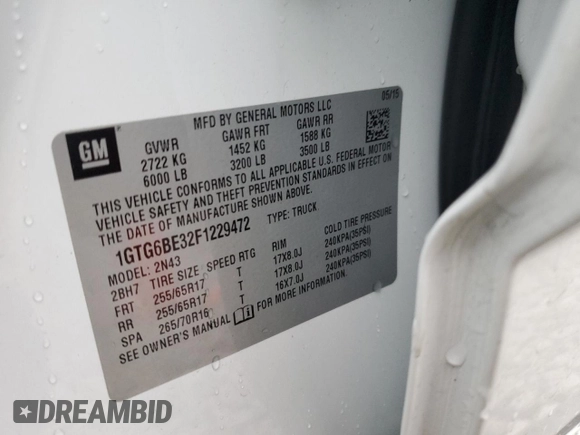 05/15
MFD BY GENERAL MOTORS LLC
GM
GVWR GAWR FRT GAWR RR
2722 KG 1452 KG 1588 KG
6000 LB 3200 LB 3500 LB
THIS VEHICLE CONFORMS TO ALL APPLICABLE U.S. FEDERAL MOTOR
VEHICLE SAFETY AND THEFT PREVENTION STANDARDS IN EFFECT ON
THE DATE OF MANUFACTURE SHOWN ABOVE.
1GTG6BE32F1229472 TYPE: TRUCK
MODEL: 2N43
2BH7 TIRE SIZE SPEED RTG RIM COLD TIRE PRESSURE
FRT 255/65R17 T 17X8.0J 240KPA(35PSI)
RR 255/65R17 T 17X8.0J 240KPA(35PSI)
SPA 265/70R16 T 16X7.0J 240KPA(35PSI)
SEE OWNER'S MANUAL FOR MORE INFORMATION.
DREAMBID